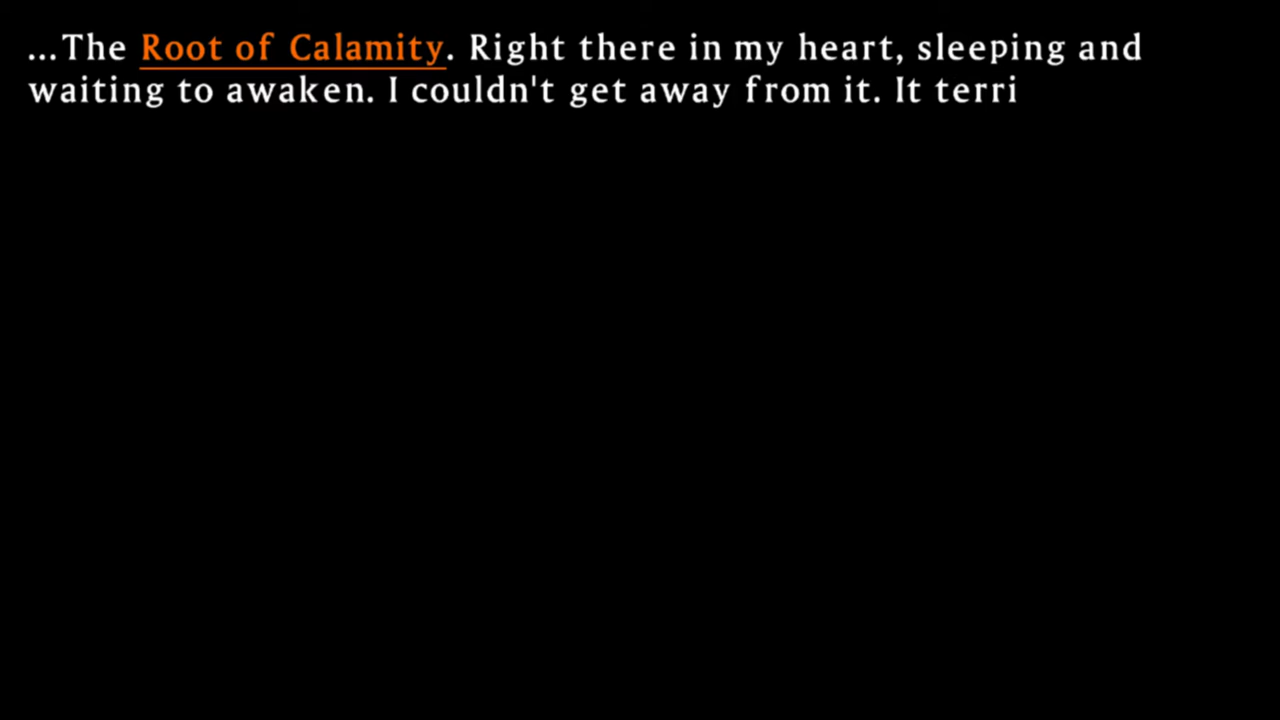 ...The Root of Calamity. Right there in my heart, sleeping and
waiting to awaken. I couldn't get away from it. It terri